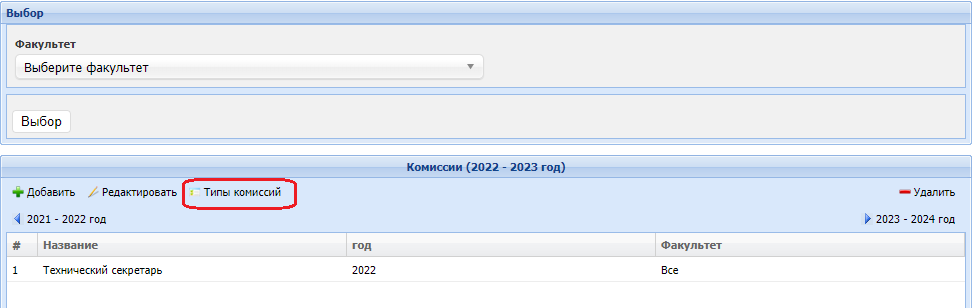 Выбор
Факультет
Выберите факультет
Выбор
Комиссии (2022 - 2023 год)
Добавить Редактировать Типы комиссий Удалить
2021 - 2022 год 2023 - 2024 год
# Название год Факультет
1 Технический секретарь 2022 Все